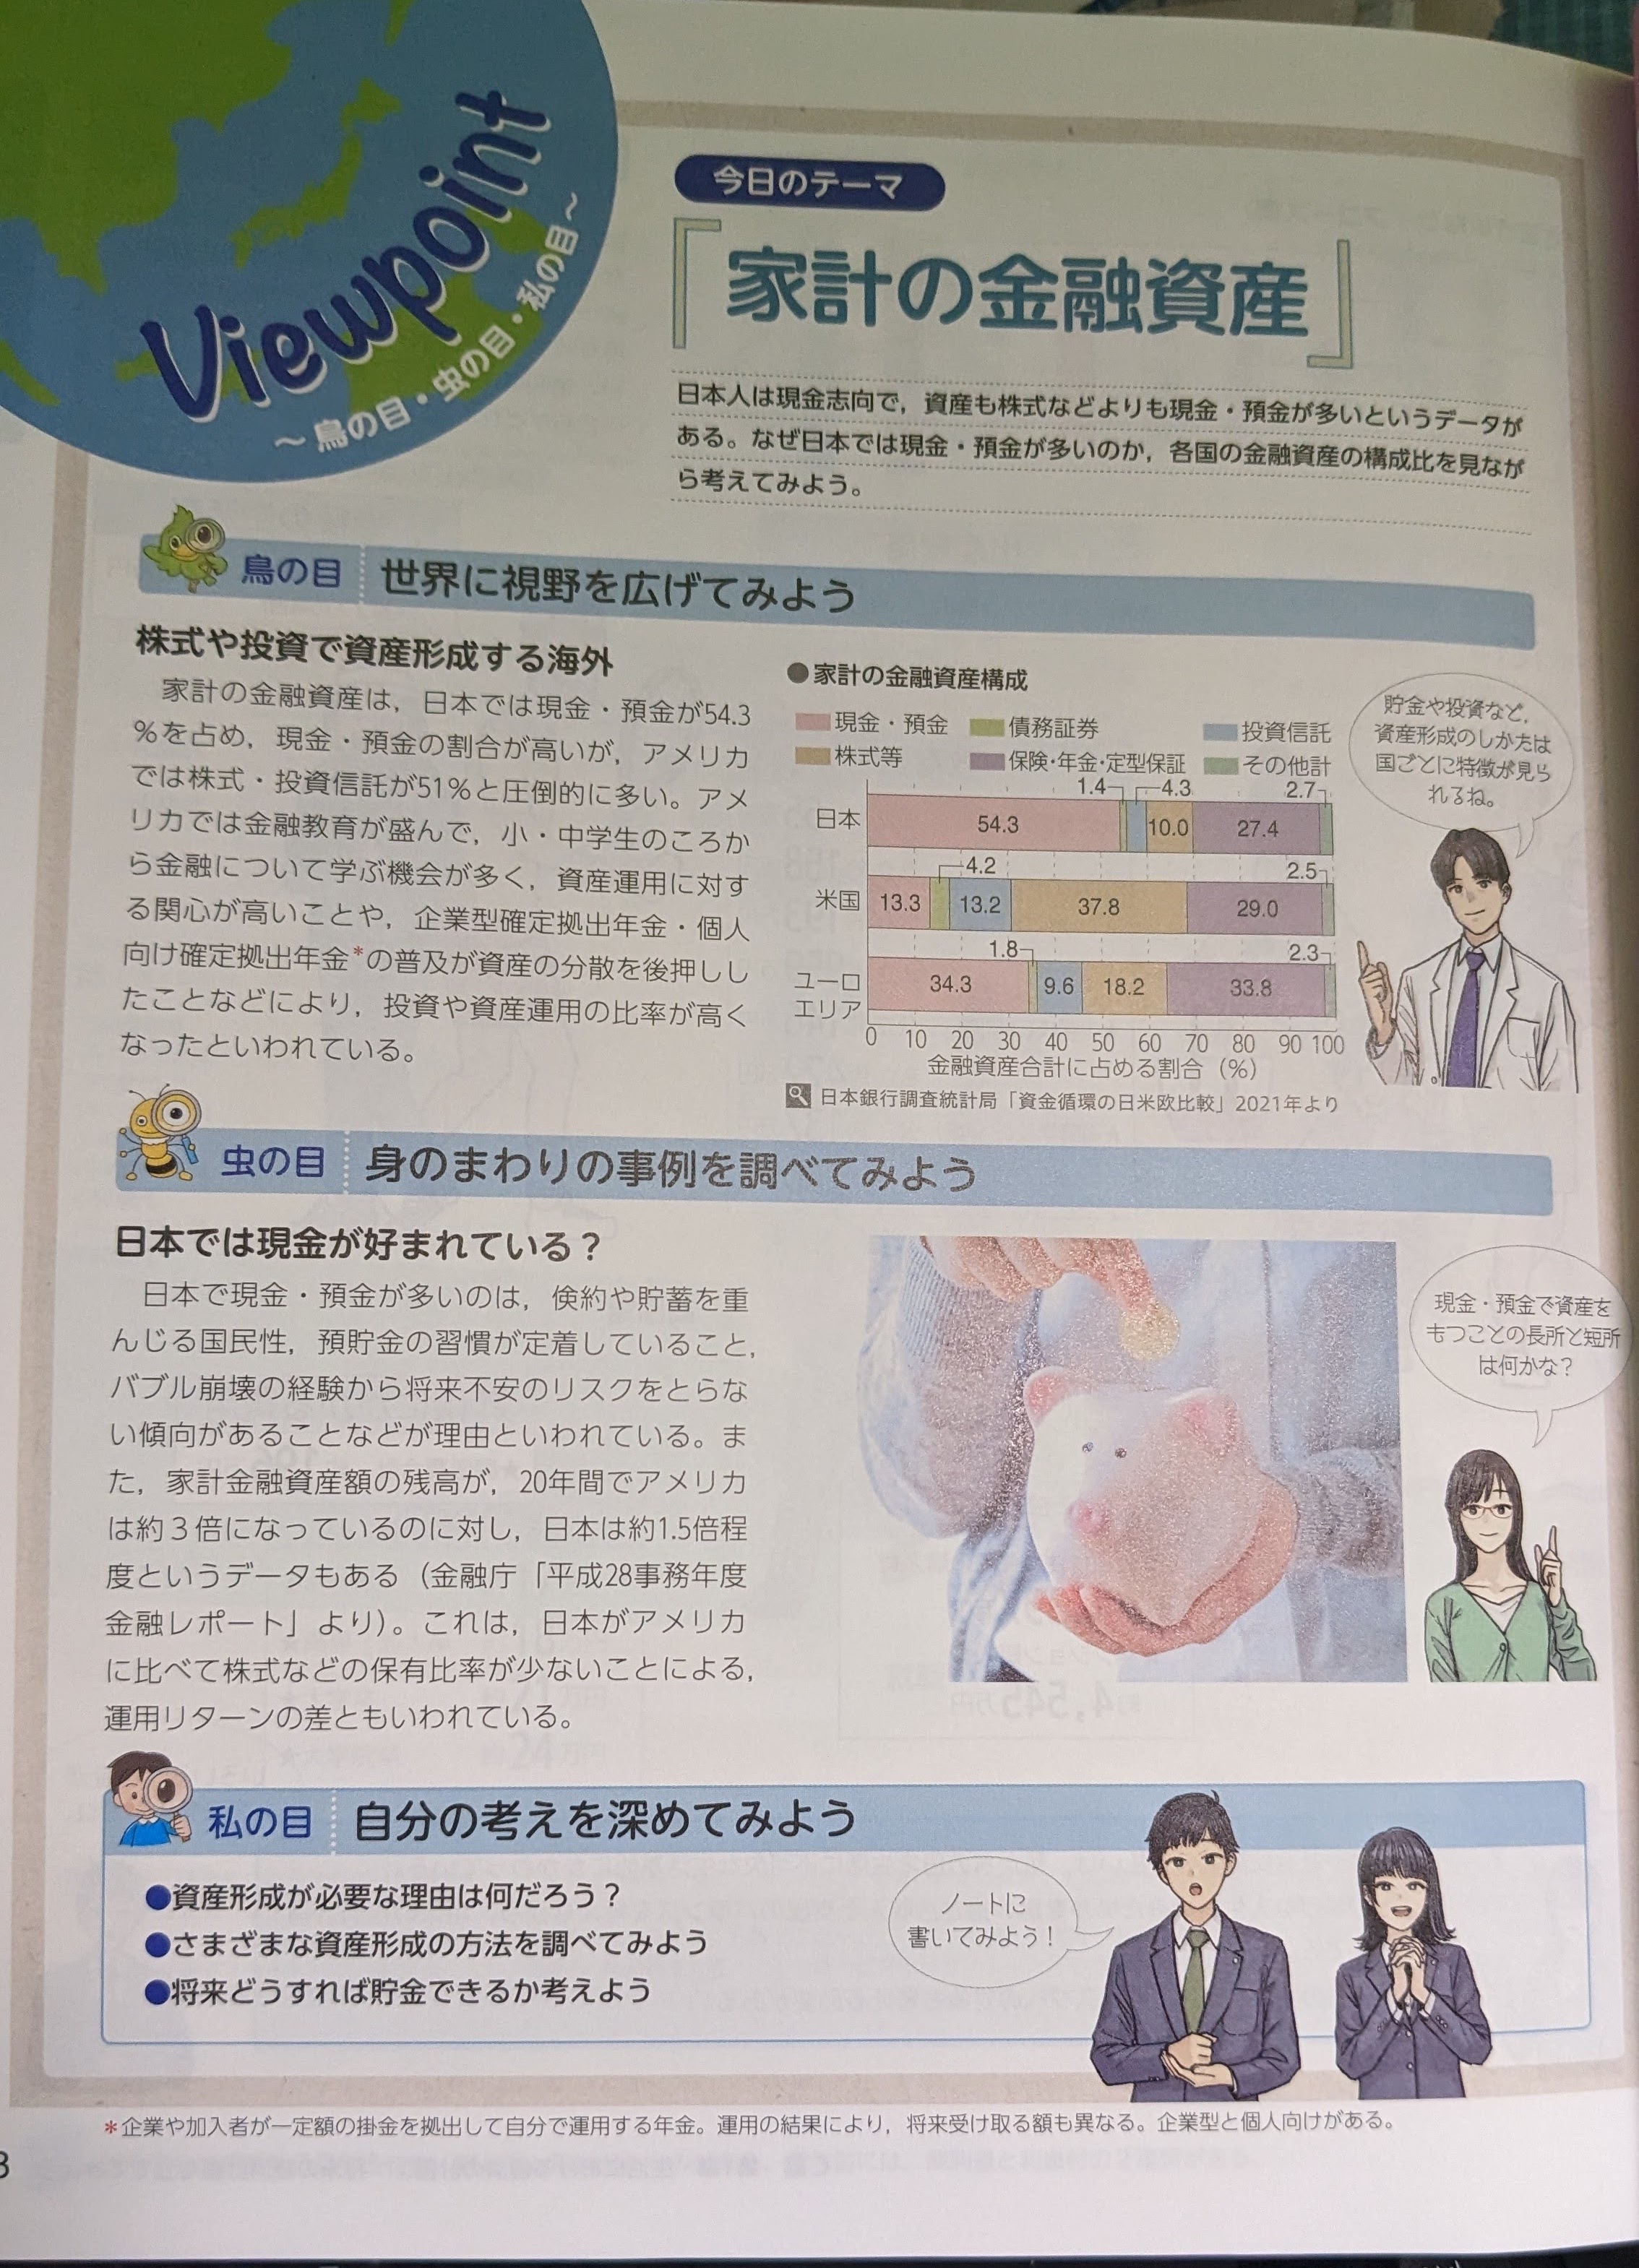 Viewpoint
～鳥の目・虫の目・私の目～
今日のテーマ
「家計の金融資産」
日本人は現金志向で，資産も株式などよりも現金・預金が多いというデータが
ある。なぜ日本では現金・預金が多いのか，各国の金融資産の構成比を見なが
ら考えてみよう。
鳥の目 世界に視野を広げてみよう
株式や投資で資産形成する海外
家計の金融資産は，日本では現金・預金が54.3
％を占め，現金・預金の割合が高いが，アメリカ
では株式・投資信託が51％と圧倒的に多い。アメ
リカでは金融教育が盛んで，小・中学生のころか
ら金融について学ぶ機会が多く，資産運用に対す
る関心が高いことや，企業型確定拠出年金・個人
向け確定拠出年金*の普及が資産の分散を後押しし
たことなどにより，投資や資産運用の比率が高く
なったといわれている。
●家計の金融資産構成
現金・預金 債務証券 投資信託
株式等 保険・年金・定型保証 その他計
1.4 4.3 2.7
日本 54.3 10.0 27.4
4.2 2.5
米国 13.3 13.2 37.8 29.0
1.8 2.3
ユーロ
エリア
34.3 9.6 18.2 33.8
0 10 20 30 40 50 60 70 80 90 100
金融資産合計に占める割合（%）
日本銀行調査統計局「資金循環の日米欧比較」2021年より
貯金や投資など，
資産形成のしかたは
国ごとに特徴が見ら
れるね。
虫の目 身のまわりの事例を調べてみよう
日本では現金が好まれている？
日本で現金・預金が多いのは，倹約や貯蓄を重
んじる国民性，預貯金の習慣が定着していること，
バブル崩壊の経験から将来不安のリスクをとらな
い傾向があることなどが理由といわれている。ま
た，家計金融資産額の残高が，20年間でアメリカ
は約３倍になっているのに対し，日本は約1.5倍程
度というデータもある（金融庁「平成28事務年度
金融レポート」より）。これは，日本がアメリカ
に比べて株式などの保有比率が少ないことによる，
運用リターンの差ともいわれている。
現金・預金で資産を
もつことの長所と短所
は何かな？
私の目 自分の考えを深めてみよう
●資産形成が必要な理由は何だろう？
●さまざまな資産形成の方法を調べてみよう
●将来どうすれば貯金できるか考えよう
ノートに
書いてみよう！
*企業や加入者が一定額の掛金を拠出して自分で運用する年金。運用の結果により，将来受け取る額も異なる。企業型と個人向けがある。